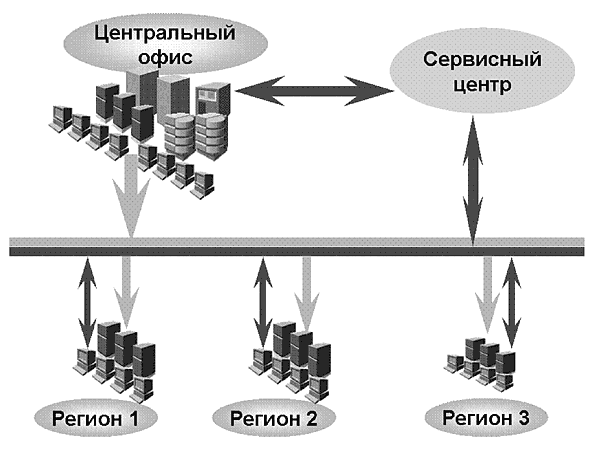 Центральный
офис
Сервисный
центр
Регион 1
Регион 2
Регион 3